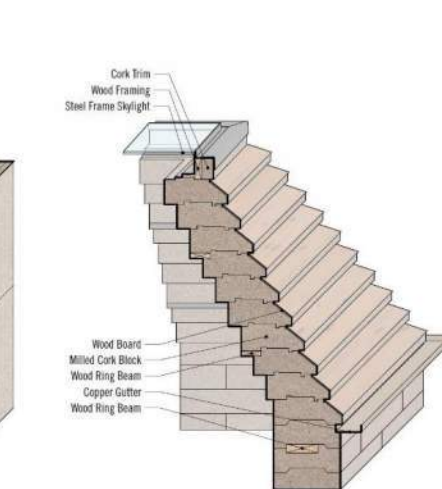 Cork Trim
Wood Framing
Steel Frame Skylight
Wood Board
Milled Cork Block
Wood Ring Beam
Copper Gutter
Wood Ring Beam